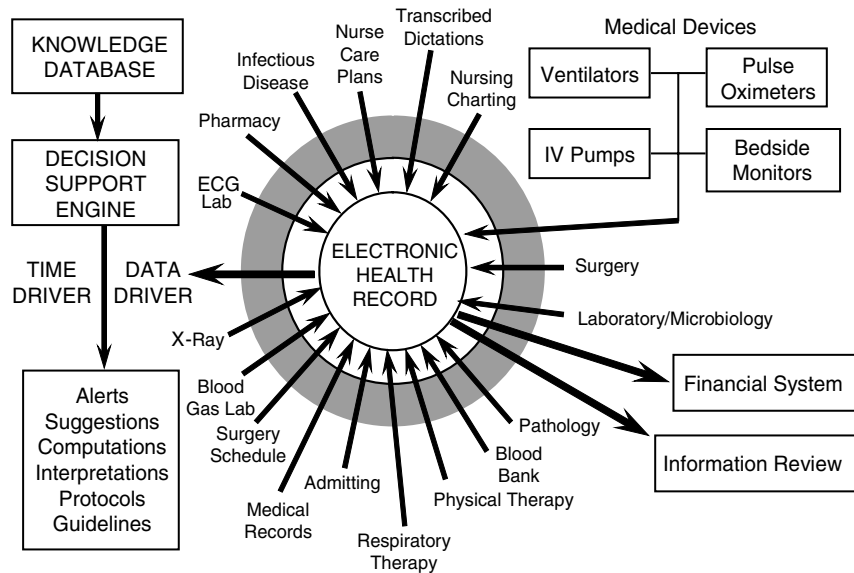 KNOWLEDGE
DATABASE
DECISION
SUPPORT
ENGINE
TIME
DRIVER
DATA
DRIVER
Alerts
Suggestions
Computations
Interpretations
Protocols
Guidelines
Pharmacy
ECG
Lab
Infectious
Disease
Nurse
Care
Plans
Transcribed
Dictations
Nursing
Charting
Medical Devices
Ventilators
Pulse
Oximeters
IV Pumps
Bedside
Monitors
ELECTRONIC
HEALTH
RECORD
Surgery
Laboratory/Microbiology
Financial System
Information Review
X-Ray
Blood
Gas Lab
Surgery
Schedule
Medical
Records
Admitting
Respiratory
Therapy
Physical Therapy
Blood
Bank
Pathology